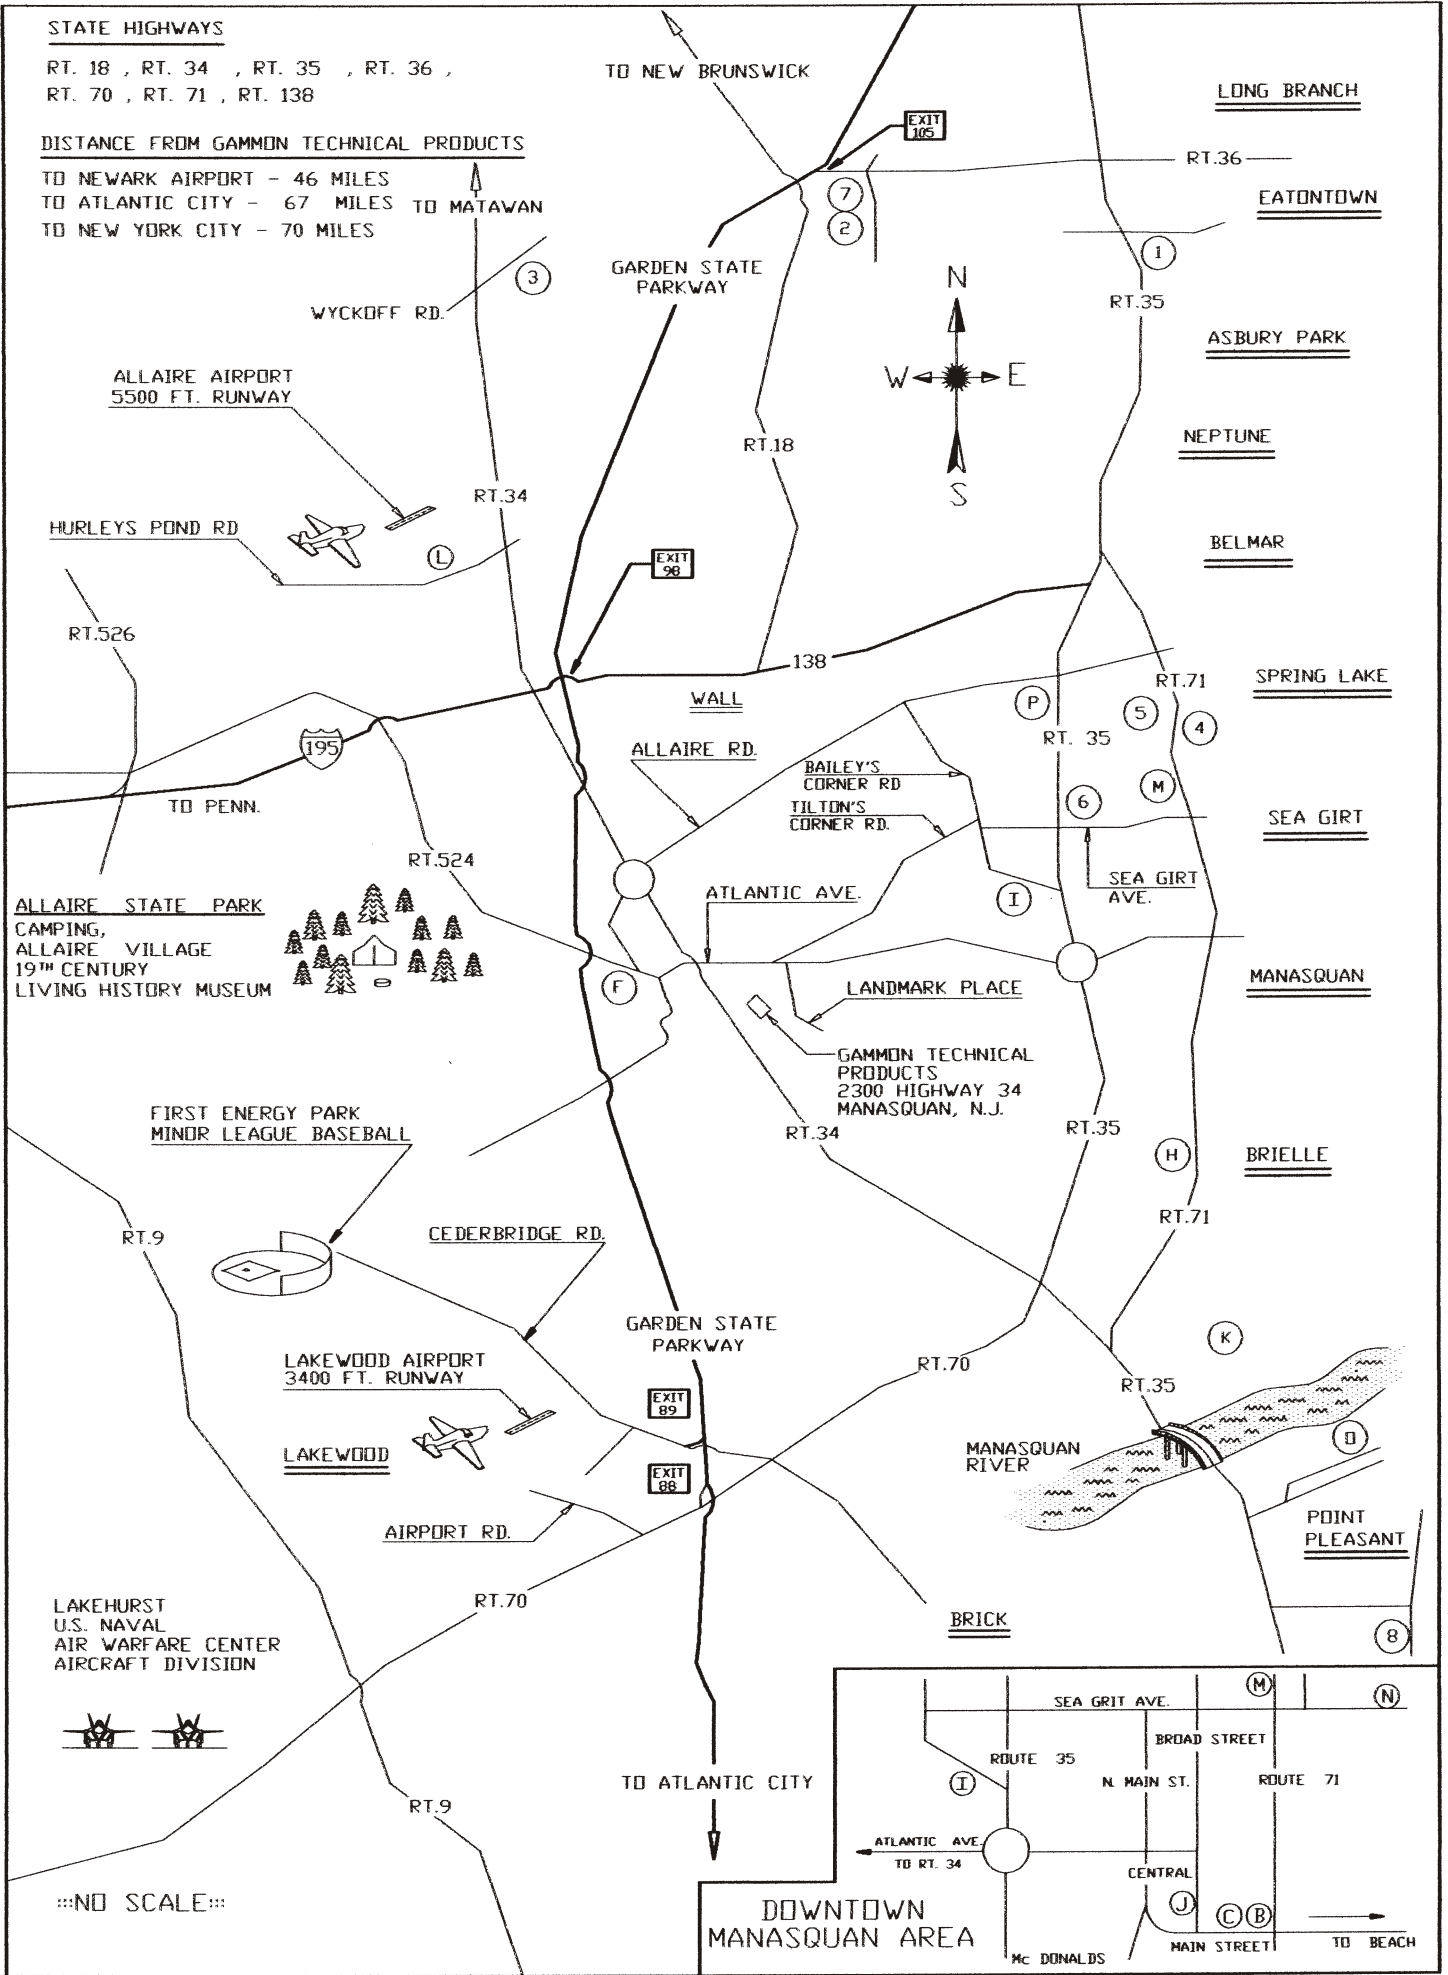 STATE HIGHWAYS
RT. 18 , RT. 34 , RT. 35 , RT. 36 ,
RT. 70 , RT. 71 , RT. 138
DISTANCE FROM GAMMON TECHNICAL PRODUCTS
TO NEWARK AIRPORT - 46 MILES
TO ATLANTIC CITY - 67 MILES
TO NEW YORK CITY - 70 MILES
TO MATAWAN
TO NEW BRUNSWICK
EXIT
105
LONG BRANCH
RT.36
7
2
EATONTOWN
1
3
GARDEN STATE
PARKWAY
WYCKOFF RD.
N
W
E
S
RT.35
ASBURY PARK
ALLAIRE AIRPORT
5500 FT. RUNWAY
RT.18
NEPTUNE
RT.34
HURLEYS POND RD
L
EXIT
98
BELMAR
RT.526
138
WALL
RT.71
SPRING LAKE
P
5
4
RT. 35
195
ALLAIRE RD.
BAILEY'S
CORNER RD
M
TO PENN.
TILTON'S
CORNER RD.
6
SEA GIRT
RT.524
ATLANTIC AVE.
I
SEA GIRT
AVE.
ALLAIRE STATE PARK
CAMPING,
ALLAIRE VILLAGE
19TH CENTURY
LIVING HISTORY MUSEUM
F
LANDMARK PLACE
MANASQUAN
GAMMON TECHNICAL
PRODUCTS
2300 HIGHWAY 34
MANASQUAN, N.J.
FIRST ENERGY PARK
MINOR LEAGUE BASEBALL
RT.34
RT.35
H
BRIELLE
RT.9
CEDERBRIDGE RD.
RT.71
GARDEN STATE
PARKWAY
K
LAKEWOOD AIRPORT
3400 FT. RUNWAY
RT.70
RT.35
EXIT
89
LAKEWOOD
MANASQUAN
RIVER
O
EXIT
88
AIRPORT RD.
POINT
PLEASANT
RT.70
BRICK
8
LAKEHURST
U.S. NAVAL
AIR WARFARE CENTER
AIRCRAFT DIVISION
TO ATLANTIC CITY
RT.9
:::NO SCALE:::
M
N
SEA GRIT AVE.
BROAD STREET
ROUTE 35
I
N. MAIN ST.
ROUTE 71
ATLANTIC AVE.
TO RT. 34
CENTRAL
J
C
B
DOWNTOWN
MANASQUAN AREA
MAIN STREET
TO BEACH
Mc DONALDS